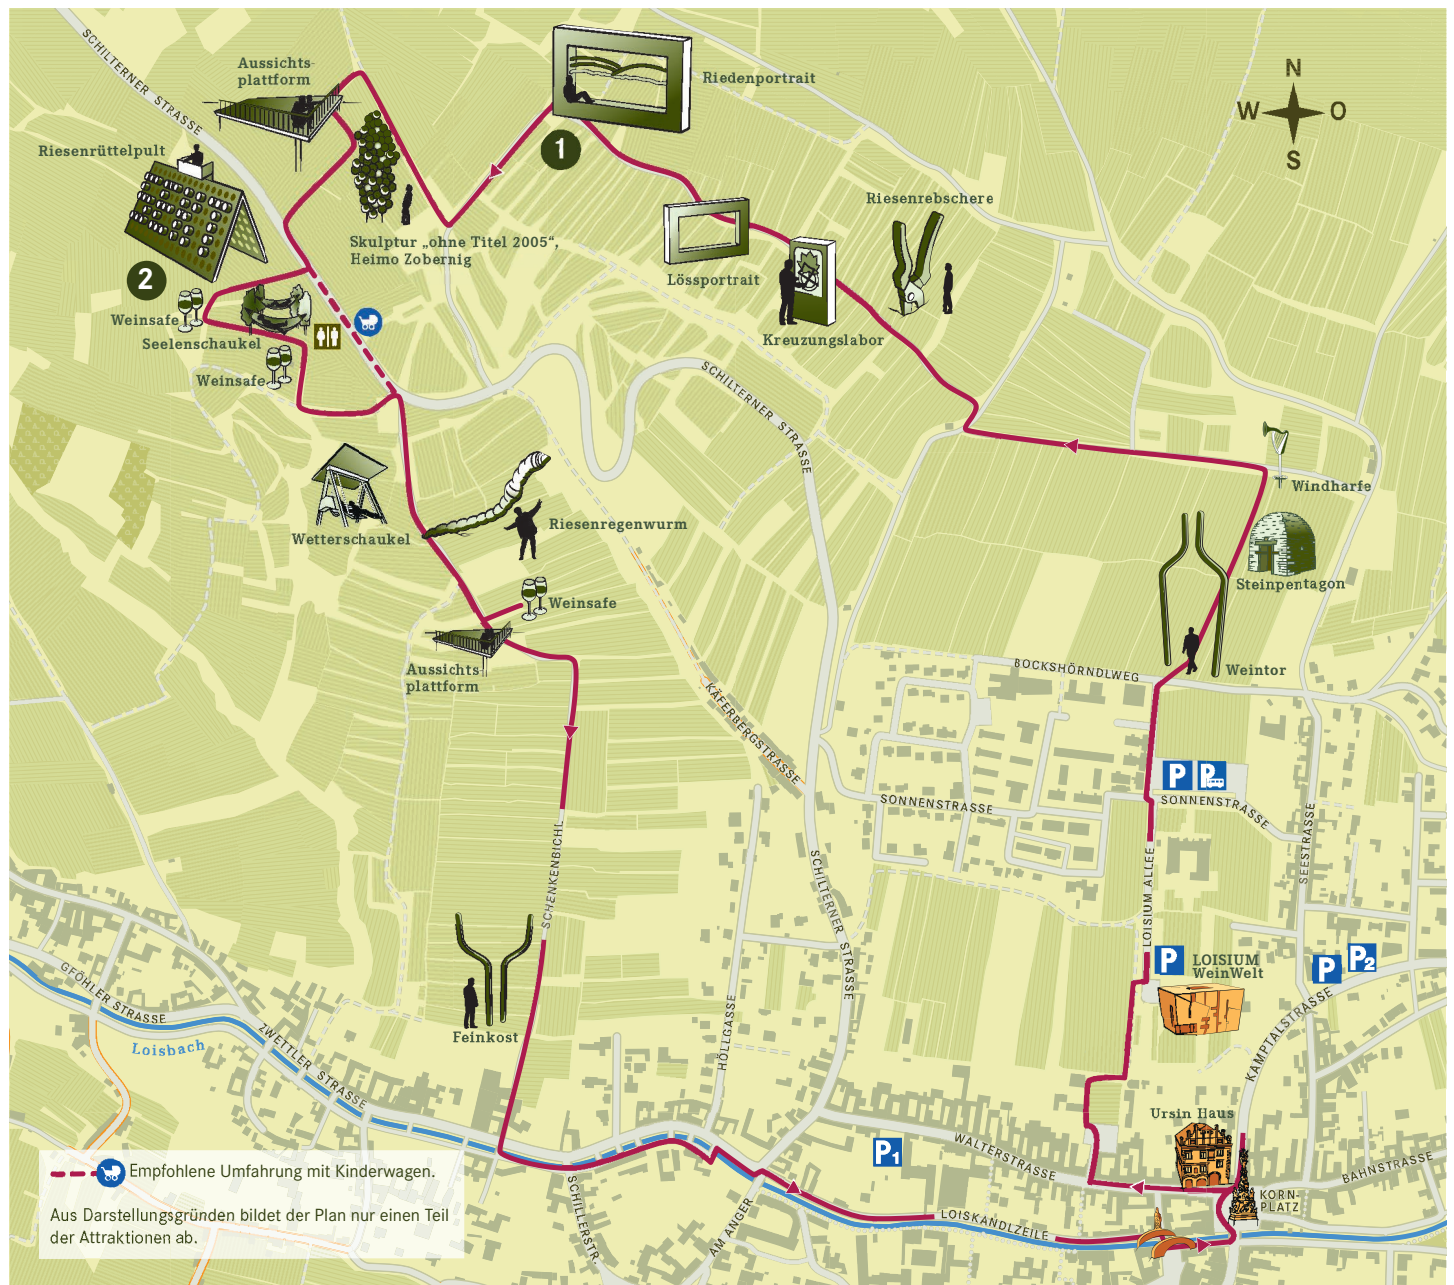 SCHILTERNER STRASSE
Aussichts-
plattform
Riedenportrait
N
W
O
S
1
Riesenrüttelpult
Riesenrebschere
Skulptur „ohne Titel 2005“,
Heimo Zobernig
Lössportrait
2
Weinsafe
Seelenschaukel
Kreuzungslabor
Weinsafe
SCHILTERNER STRASSE
Windharfe
Wetterschaukel
Riesenregenwurm
Steinpentagon
Weinsafe
Aussichts-
plattform
BOCKSHÖRNDLWEG
Weintor
KÄFERBERGSTRASSE
P
P
SONNENSTRASSE
SONNENSTRASSE
SEESTRASSE
SCHENKENBICHL
SCHILTERNER STRASSE
LOISIUM ALLEE
P
LOISIUM
WeinWelt
P
P2
GFÖHLER STRASSE
Loisbach
ZWETTLER STRASSE
Feinkost
HÖLLGASSE
KAMPTALSTRASSE
Ursin Haus
P1
WALTERSTRASSE
BAHNSTRASSE
KORN-
PLATZ
SCHILLERSTR.
AM ANGER
LOISKANDLZEILE
Empfohlene Umfahrung mit Kinderwagen.
Aus Darstellungsgründen bildet der Plan nur einen Teil
der Attraktionen ab.